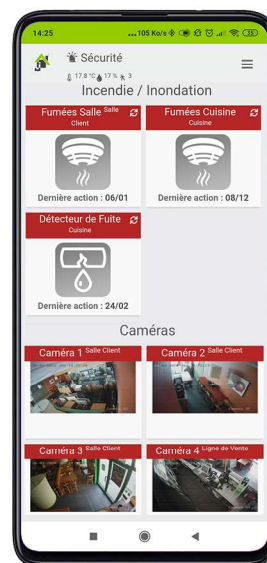 14:25 ...105 Ko/s 35
Sécurité
17.8 °C 17 % 3
Incendie / Inondation
Fumées Salle Salle Client
Fumées Cuisine Cuisine
Dernière action : 06/01
Dernière action : 08/12
Détecteur de Fuite
Cuisine
Dernière action : 24/02
Caméras
Caméra 1 Salle Client
Caméra 2 Salle Client
Caméra 3 Salle Client
Caméra 4 Ligne de Vente